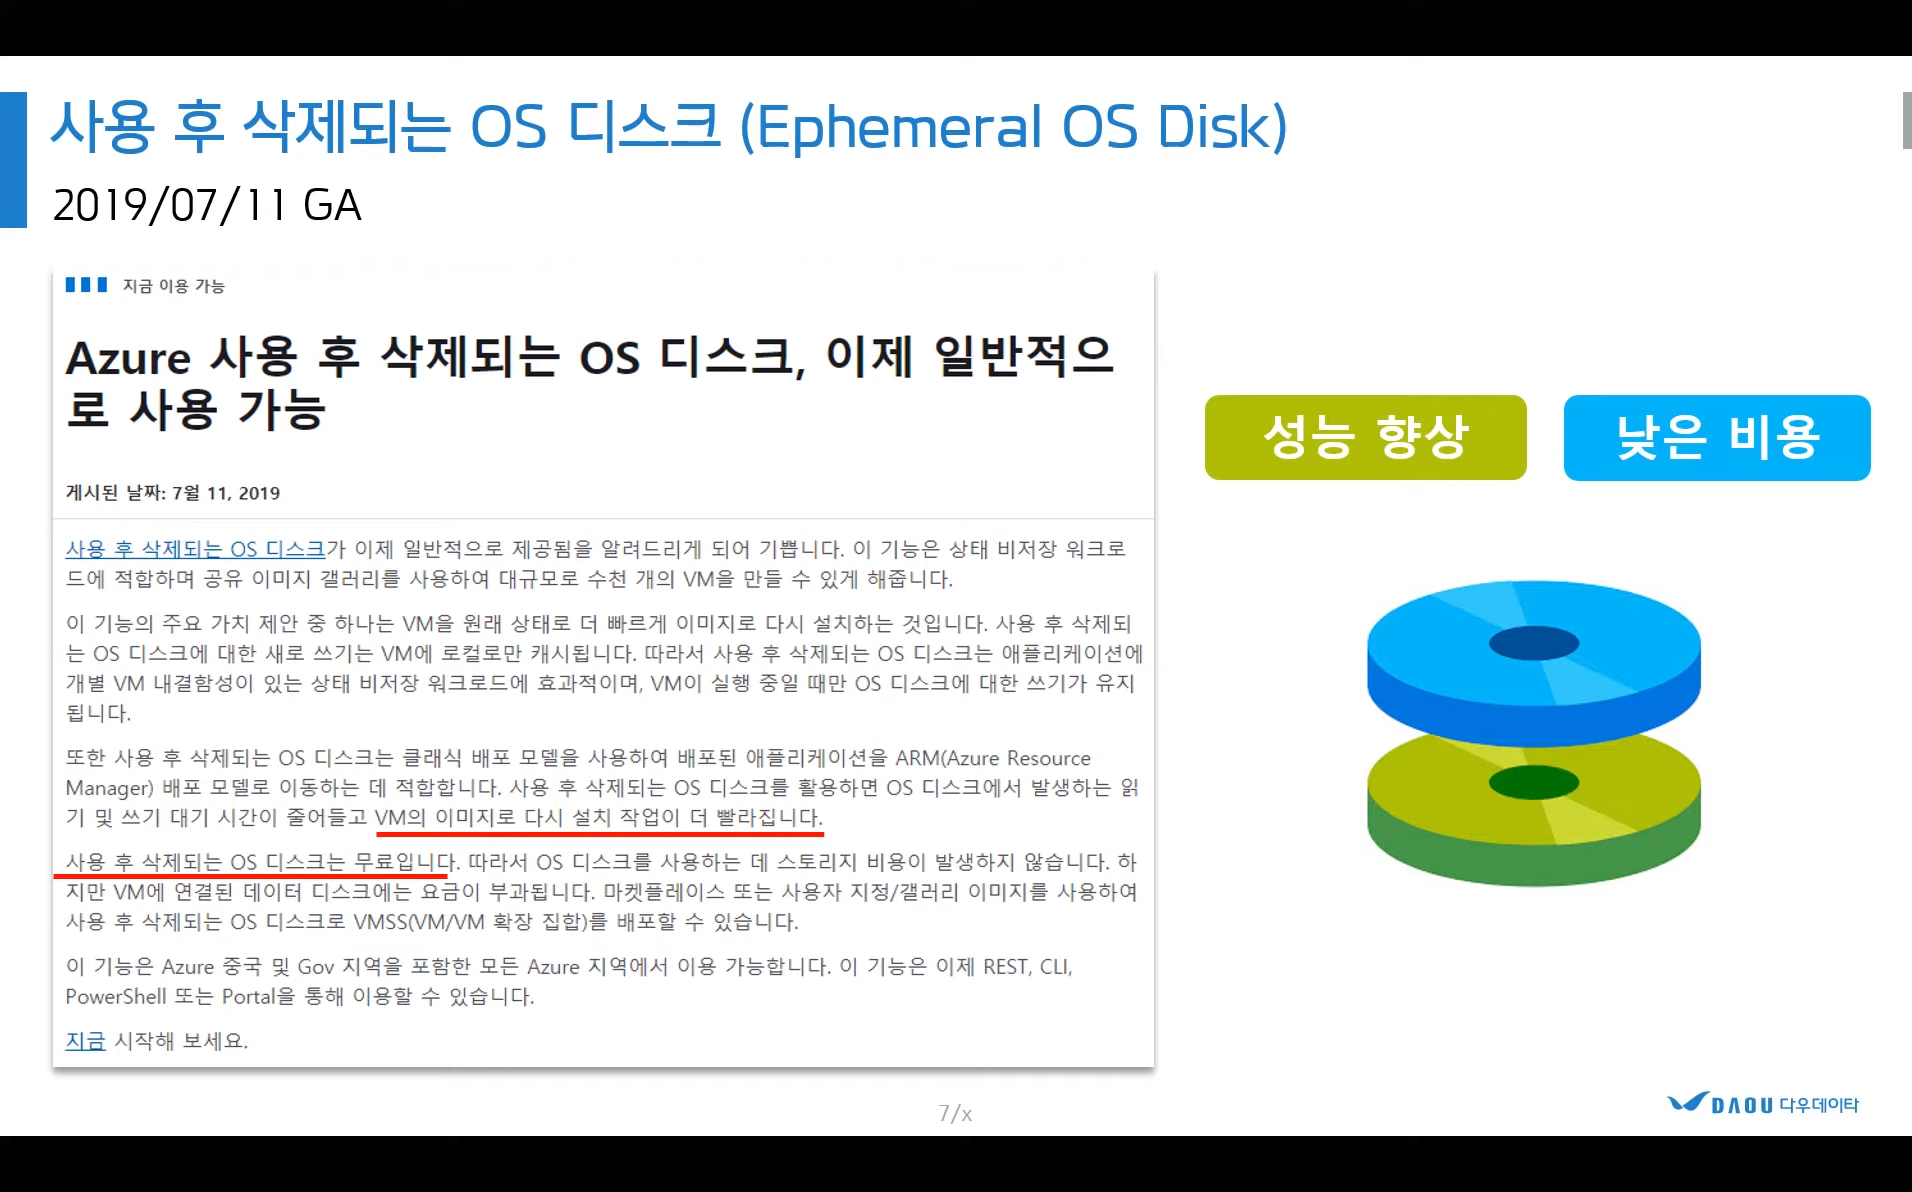 사용 후 삭제되는 OS 디스크 (Ephemeral OS Disk)
2019/07/11 GA
지금 이용 가능
Azure 사용 후 삭제되는 OS 디스크, 이제 일반적으
로 사용 가능
게시된 날짜: 7월 11, 2019
사용 후 삭제되는 OS 디스크가 이제 일반적으로 제공됨을 알려드리게 되어 기쁩니다. 이 기능은 상태 비저장 워크로
드에 적합하며 공유 이미지 갤러리를 사용하여 대규모로 수천 개의 VM을 만들 수 있게 해줍니다.
이 기능의 주요 가치 제안 중 하나는 VM을 원래 상태로 더 빠르게 이미지로 다시 설치하는 것입니다. 사용 후 삭제되
는 OS 디스크에 대한 새로 쓰기는 VM에 로컬로만 캐시됩니다. 따라서 사용 후 삭제되는 OS 디스크는 애플리케이션에
개별 VM 내결함성이 있는 상태 비저장 워크로드에 효과적이며, VM이 실행 중일 때만 OS 디스크에 대한 쓰기가 유지
됩니다.
또한 사용 후 삭제되는 OS 디스크는 클래식 배포 모델을 사용하여 배포된 애플리케이션을 ARM(Azure Resource
Manager) 배포 모델로 이동하는 데 적합합니다. 사용 후 삭제되는 OS 디스크를 활용하면 OS 디스크에서 발생하는 읽
기 및 쓰기 대기 시간이 줄어들고 VM의 이미지로 다시 설치 작업이 더 빨라집니다.
사용 후 삭제되는 OS 디스크는 무료입니다. 따라서 OS 디스크를 사용하는 데 스토리지 비용이 발생하지 않습니다. 하
지만 VM에 연결된 데이터 디스크에는 요금이 부과됩니다. 마켓플레이스 또는 사용자 지정/갤러리 이미지를 사용하여
사용 후 삭제되는 OS 디스크로 VMSS(VM/VM 확장 집합)를 배포할 수 있습니다.
이 기능은 Azure 중국 및 Gov 지역을 포함한 모든 Azure 지역에서 이용 가능합니다. 이 기능은 이제 REST, CLI,
PowerShell 또는 Portal을 통해 이용할 수 있습니다.
지금 시작해 보세요.
성능 향상
낮은 비용
7/x
DAOU 다우데이타